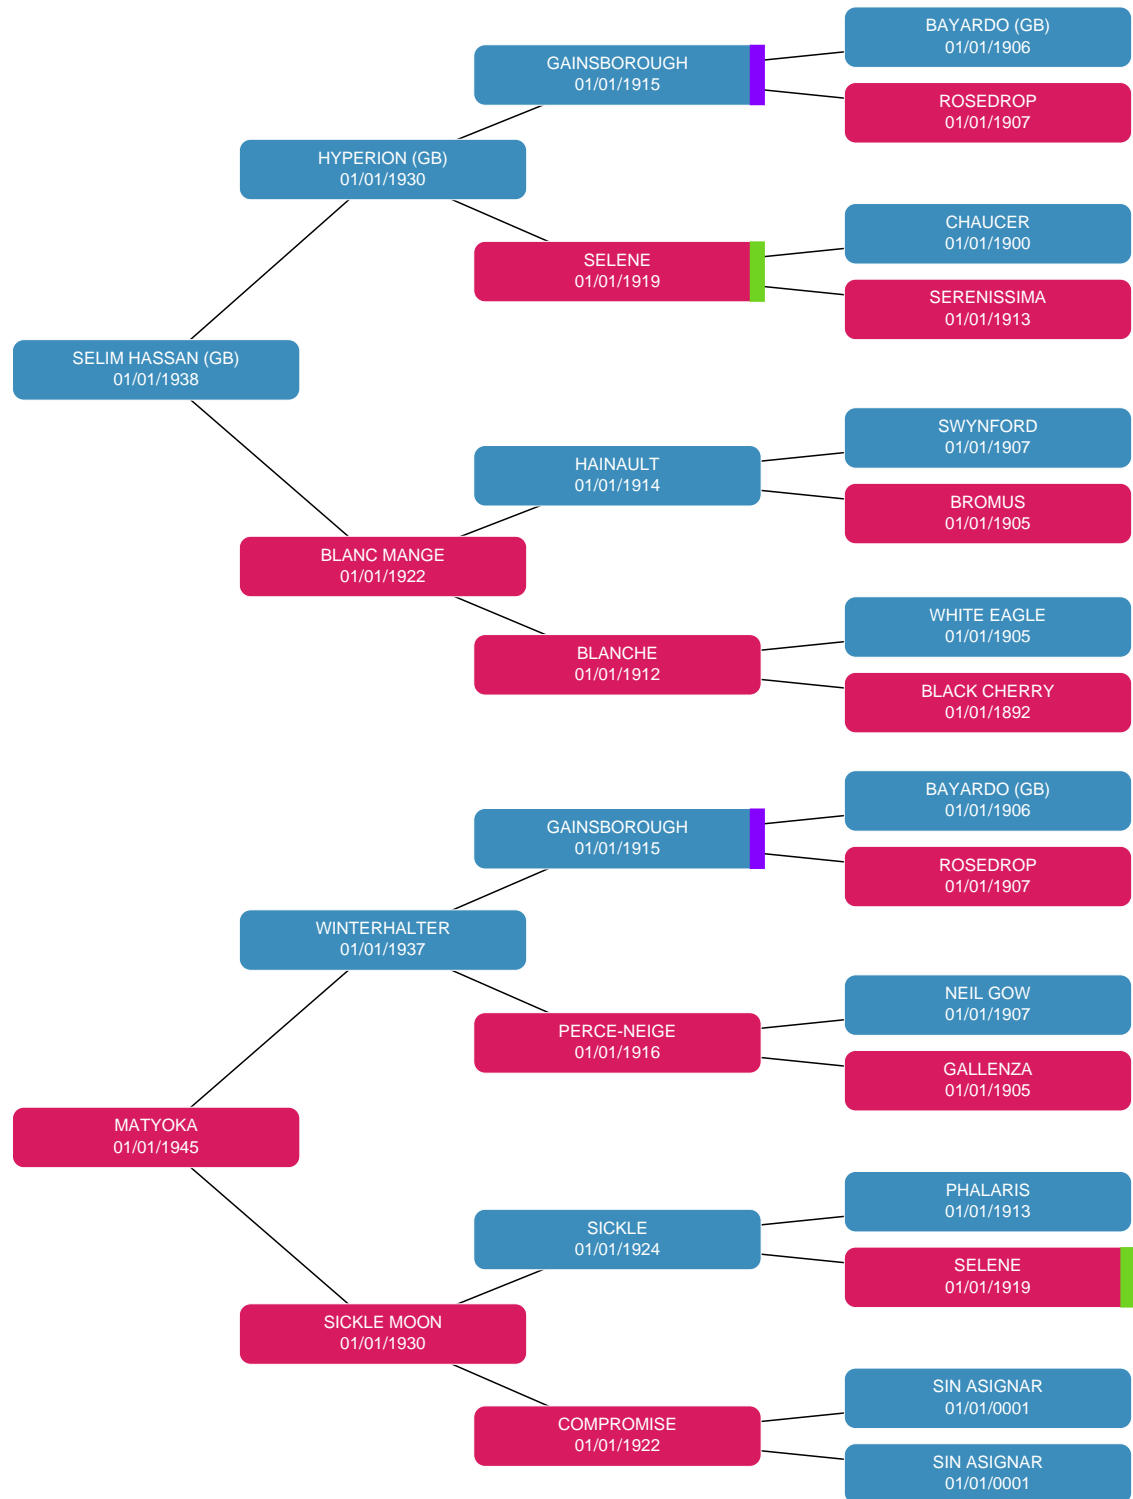 BAYARDO (GB)
01/01/1906
GAINSBOROUGH
01/01/1915
ROSEDROP
01/01/1907
HYPERION (GB)
01/01/1930
CHAUCER
01/01/1900
SELENE
01/01/1919
SERENISSIMA
01/01/1913
SELIM HASSAN (GB)
01/01/1938
SWYNFORD
01/01/1907
HAINAULT
01/01/1914
BROMUS
01/01/1905
BLANC MANGE
01/01/1922
WHITE EAGLE
01/01/1905
BLANCHE
01/01/1912
BLACK CHERRY
01/01/1892
BAYARDO (GB)
01/01/1906
GAINSBOROUGH
01/01/1915
ROSEDROP
01/01/1907
WINTERHALTER
01/01/1937
NEIL GOW
01/01/1907
PERCE-NEIGE
01/01/1916
GALLENZA
01/01/1905
MATYOKA
01/01/1945
PHALARIS
01/01/1913
SICKLE
01/01/1924
SELENE
01/01/1919
SICKLE MOON
01/01/1930
SIN ASIGNAR
01/01/0001
COMPROMISE
01/01/1922
SIN ASIGNAR
01/01/0001